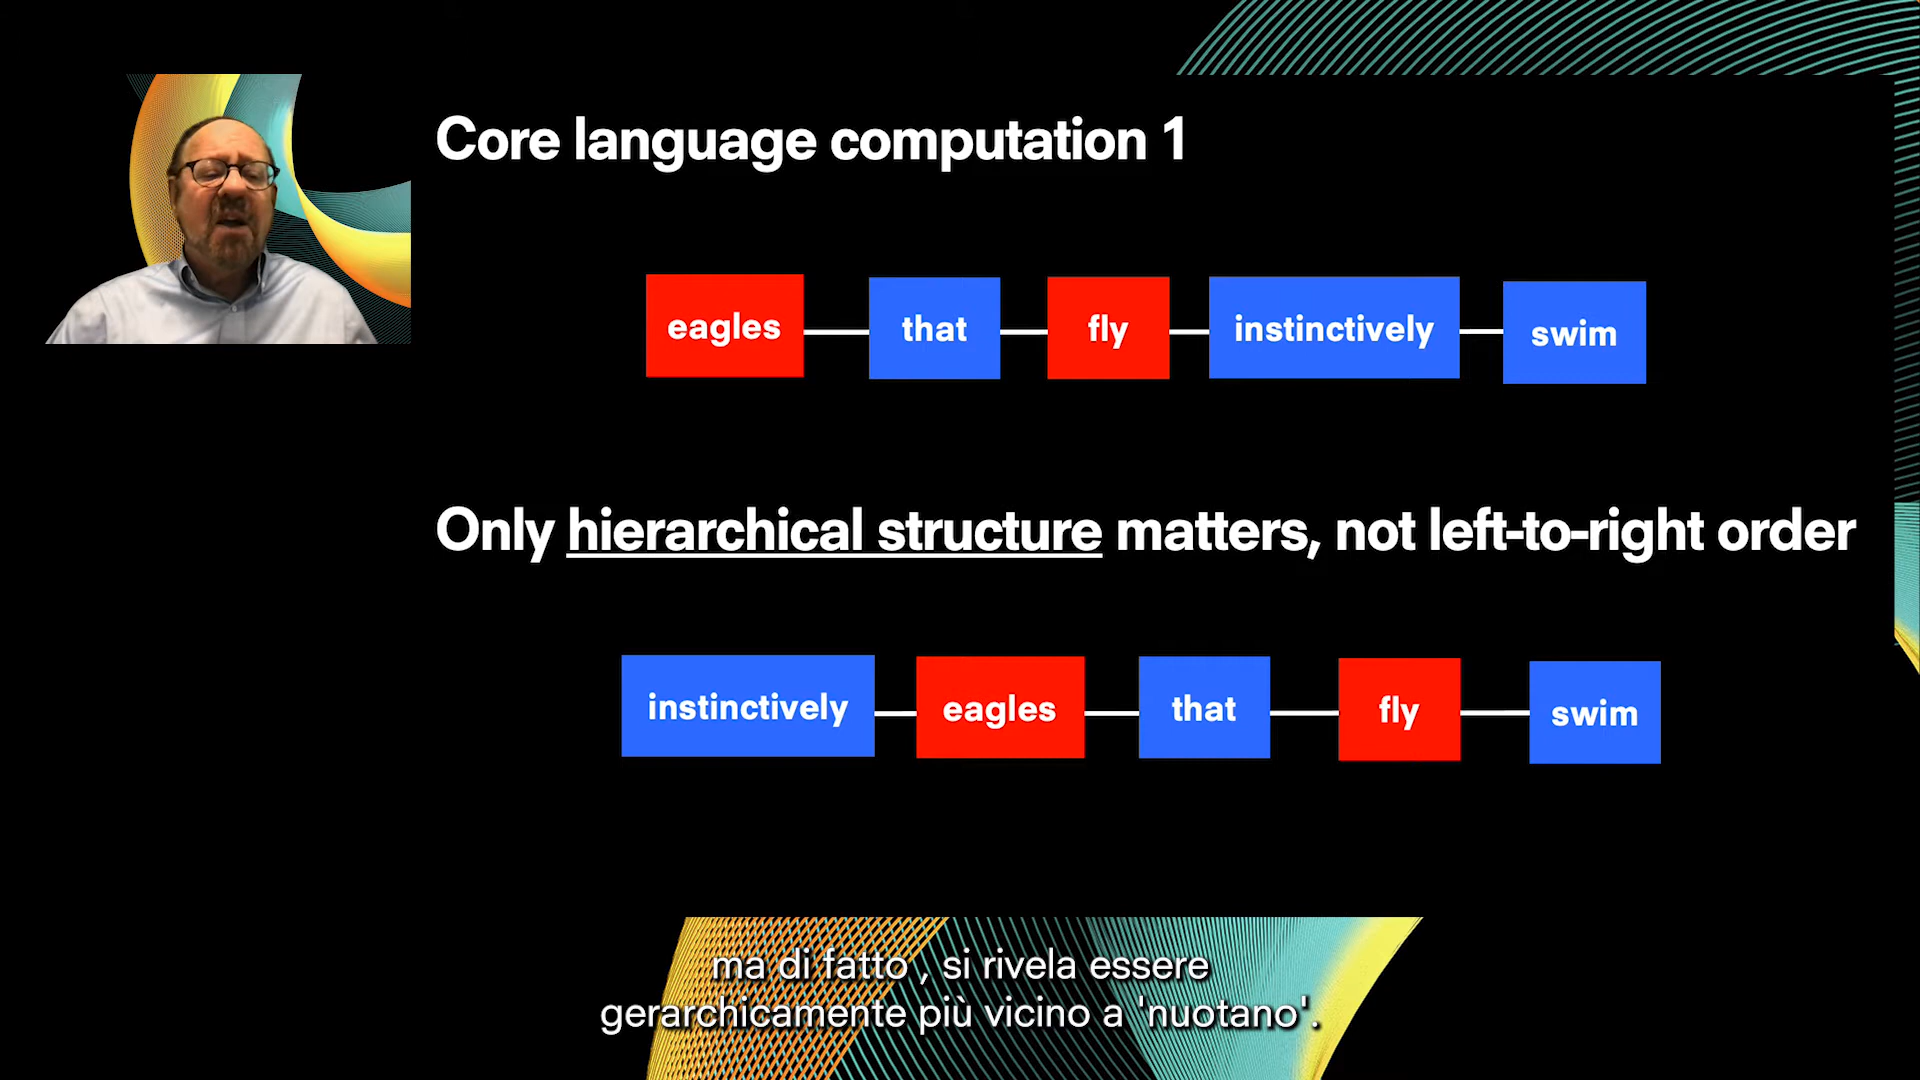 Core language computation 1
eagles that fly instinctively swim
Only hierarchical structure matters, not left-to-right order
instinctively eagles that fly swim
ma di fatto , si rivela essere
gerarchicamente più vicino a 'nuotano'.